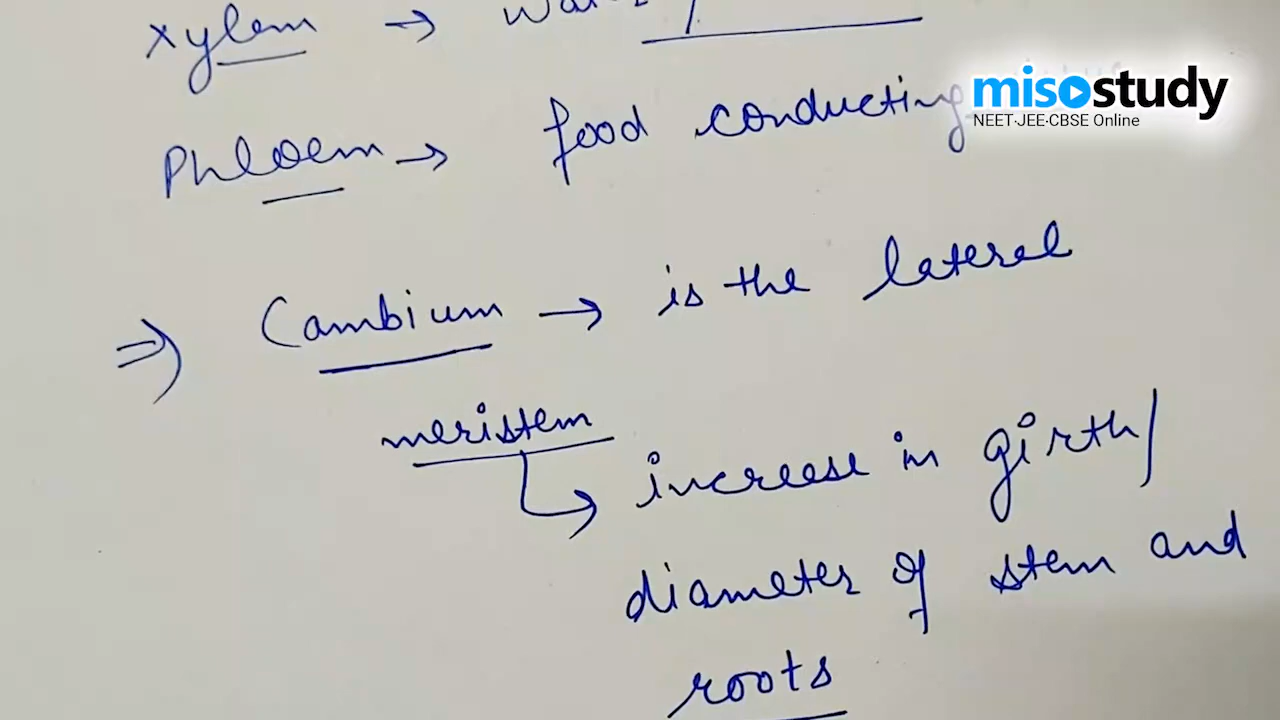 xylem →
Phloem → food conducting
misostudy
NEET-JEE-CBSE Online
⇒ Cambium → is the lateral
meristem
↳ increase in girth/
diameter of stem and
roots